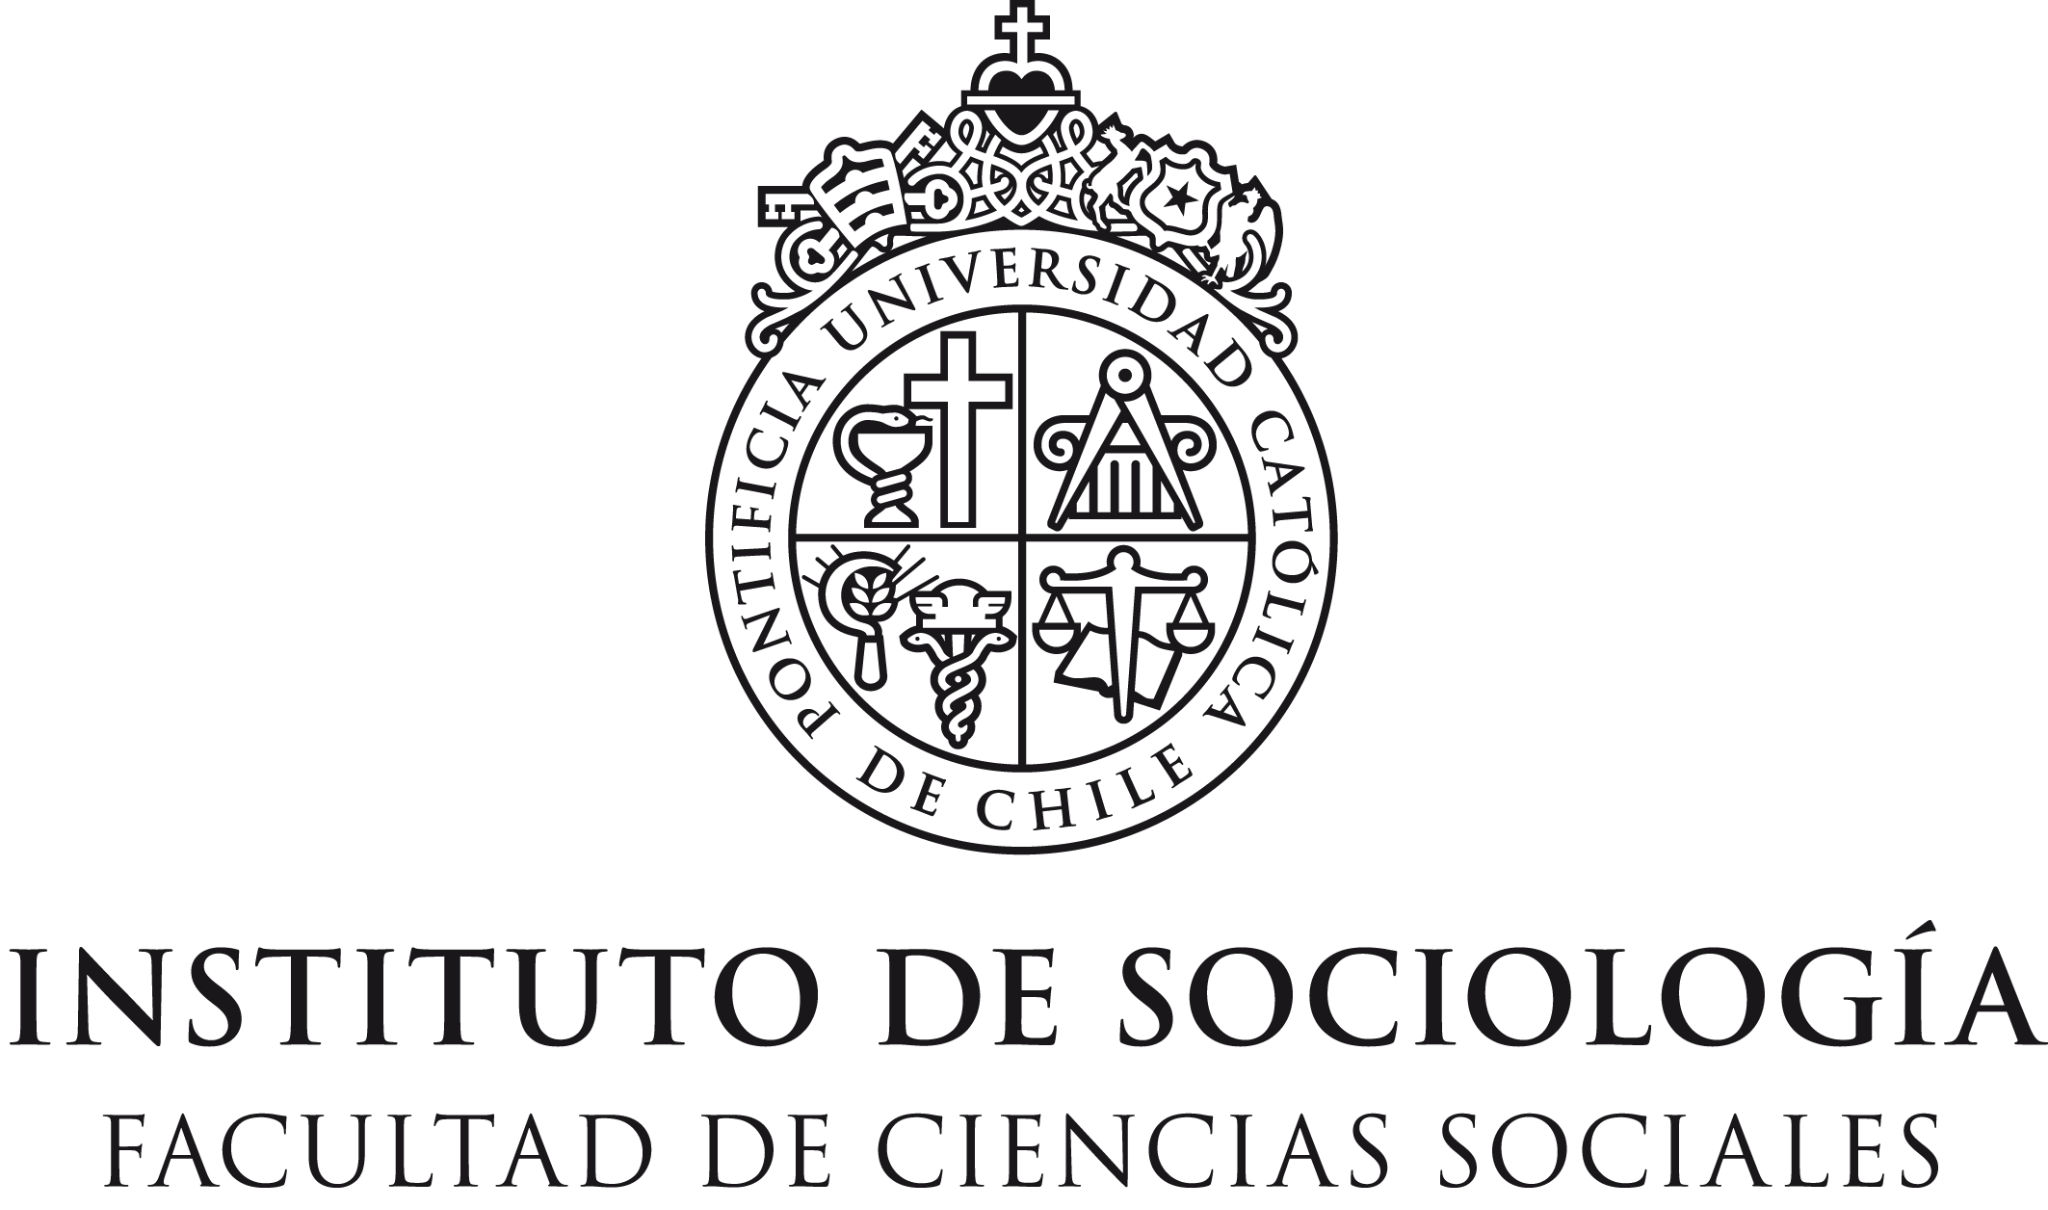 PONTIFICIA UNIVERSIDAD CATÓLICA DE CHILE
INSTITUTO DE SOCIOLOGÍA
FACULTAD DE CIENCIAS SOCIALES